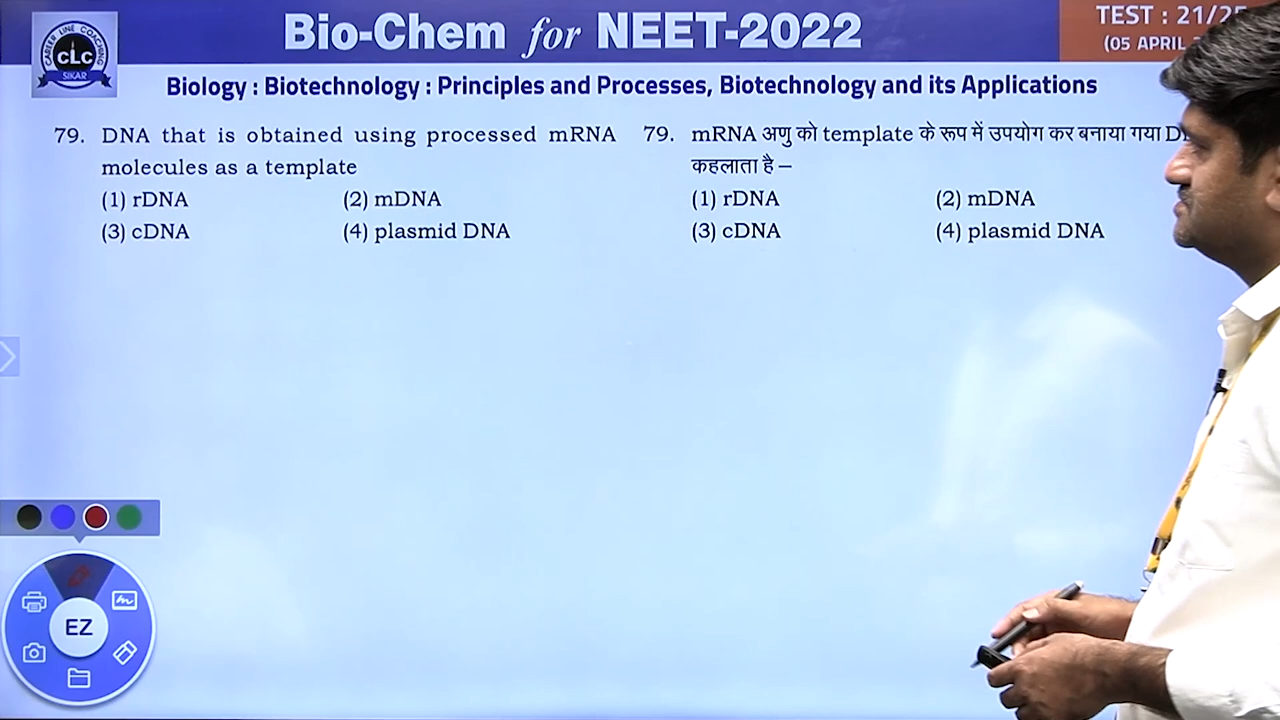 Bio-Chem for NEET-2022
TEST : 21/25
(05 APRIL
CAREER LINE COACHING
CLC
SIKAR
Biology : Biotechnology : Principles and Processes, Biotechnology and its Applications
79. DNA that is obtained using processed mRNA
molecules as a template
(1) rDNA (2) mDNA
(3) cDNA (4) plasmid DNA
79. mRNA अणु को template के रूप में उपयोग कर बनाया गया
कहलाता है –
(1) rDNA (2) mDNA
(3) cDNA (4) plasmid DNA
EZ